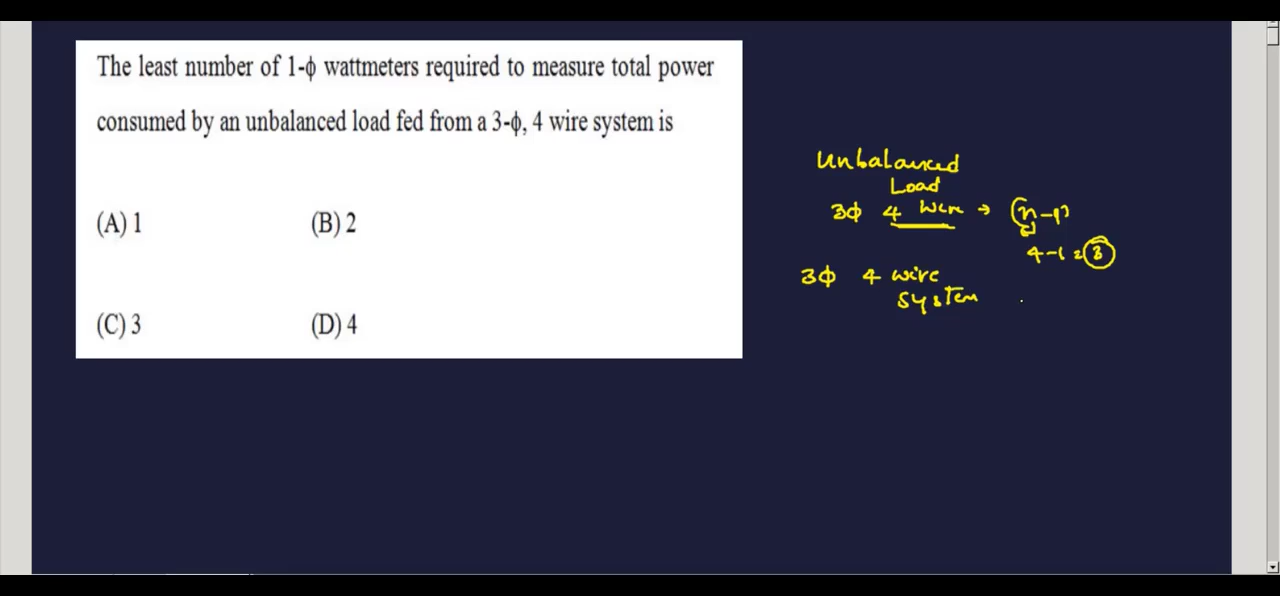 The least number of 1-ϕ wattmeters required to measure total power
consumed by an unbalanced load fed from a 3-ϕ, 4 wire system is
(A) 1 (B) 2
(C) 3 (D) 4
Unbalanced
Load
3ϕ 4 wire → (n-1)
4-1=3
3ϕ 4 wire
system